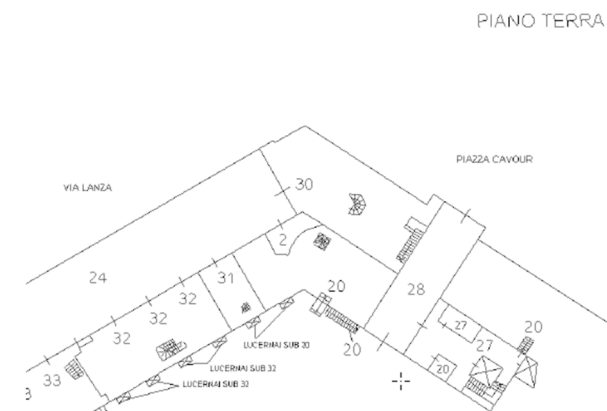 PIANO TERRA
PIAZZA CAVOUR
VIA LANZA
30
2
24
31
32
32
32
20
28
27
27
20
20
20
33
LUCERNAI SUB 30
LUCERNAI SUB 32
LUCERNAI SUB 32